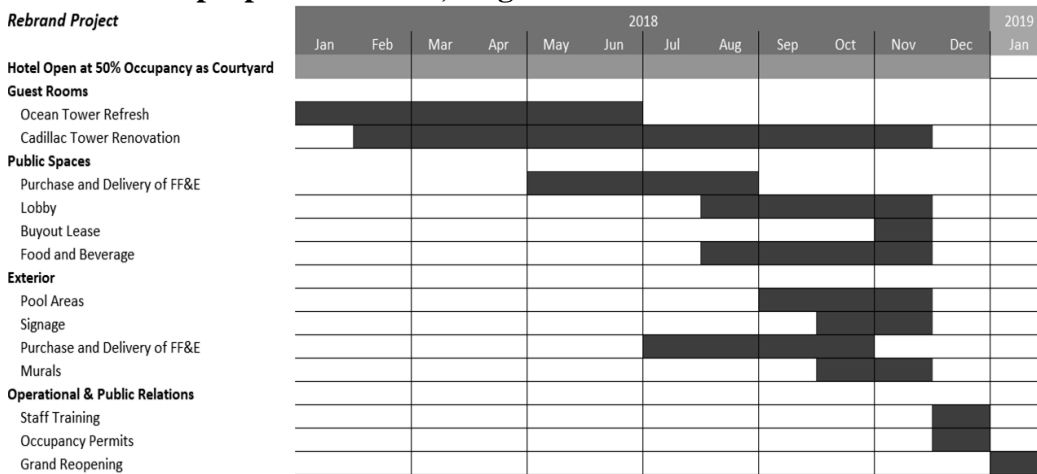 Rebrand Project
2018 2019
Jan Feb Mar Apr May Jun Jul Aug Sep Oct Nov Dec Jan
Hotel Open at 50% Occupancy as Courtyard
Guest Rooms
Ocean Tower Refresh
Cadillac Tower Renovation
Public Spaces
Purchase and Delivery of FF&E
Lobby
Buyout Lease
Food and Beverage
Exterior
Pool Areas
Signage
Purchase and Delivery of FF&E
Murals
Operational & Public Relations
Staff Training
Occupancy Permits
Grand Reopening